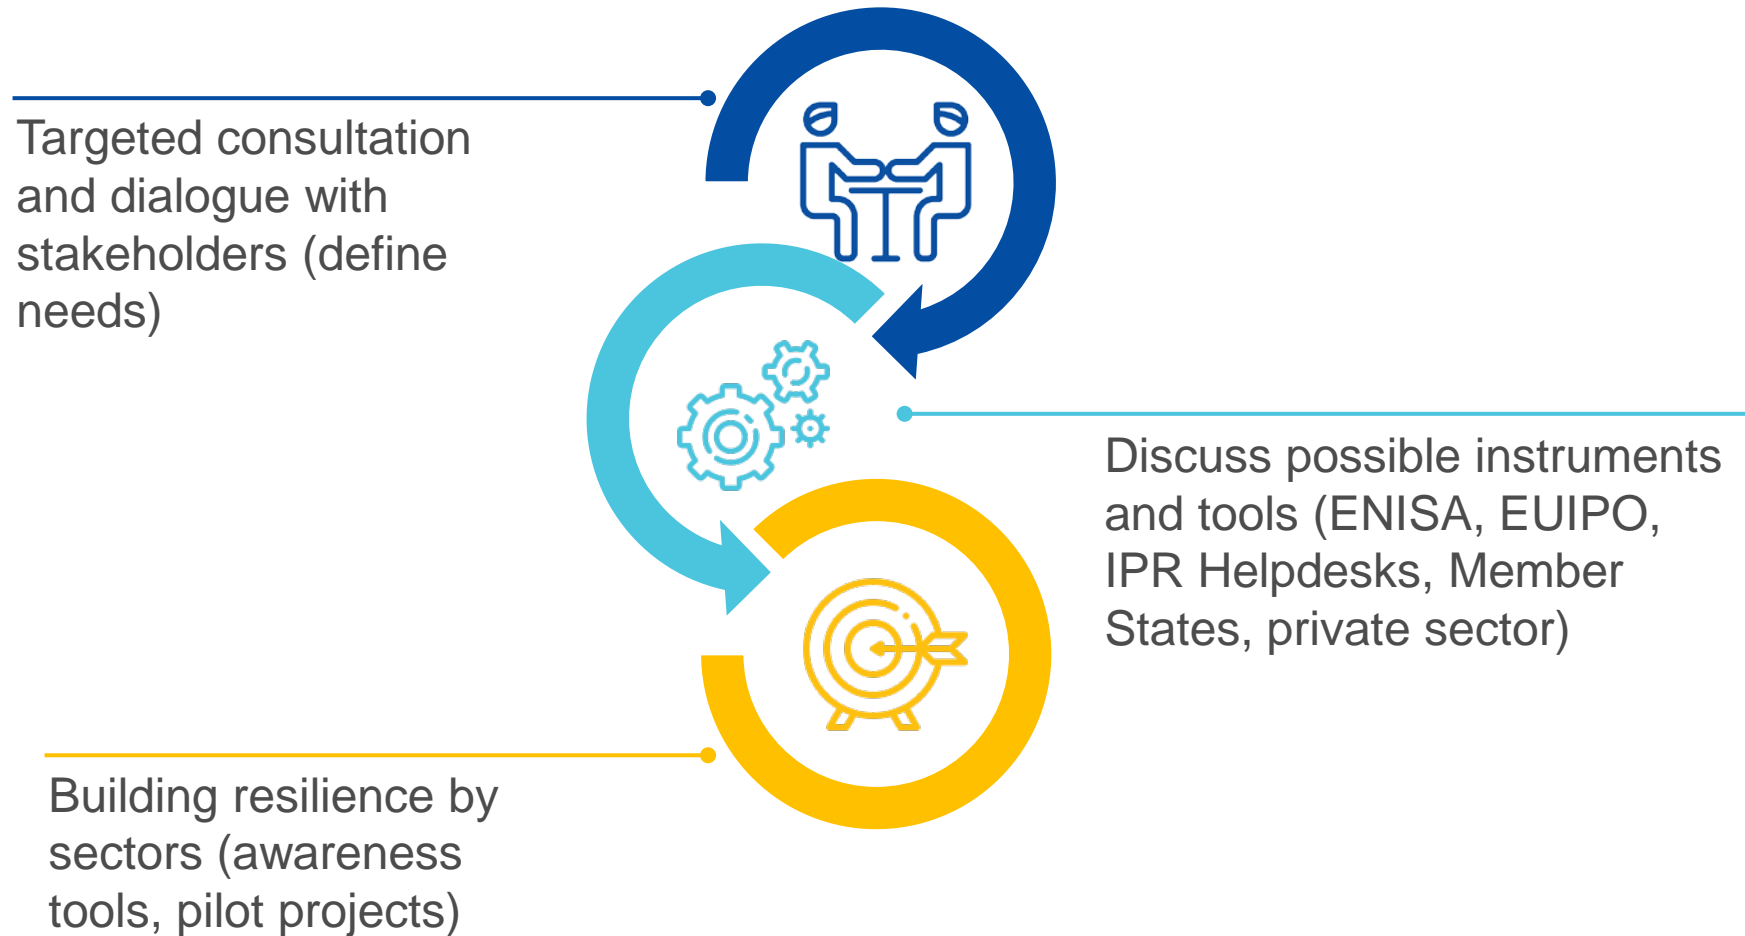 Targeted consultation
and dialogue with
stakeholders (define
needs)
Discuss possible instruments
and tools (ENISA, EUIPO,
IPR Helpdesks, Member
States, private sector)
Building resilience by
sectors (awareness
tools, pilot projects)